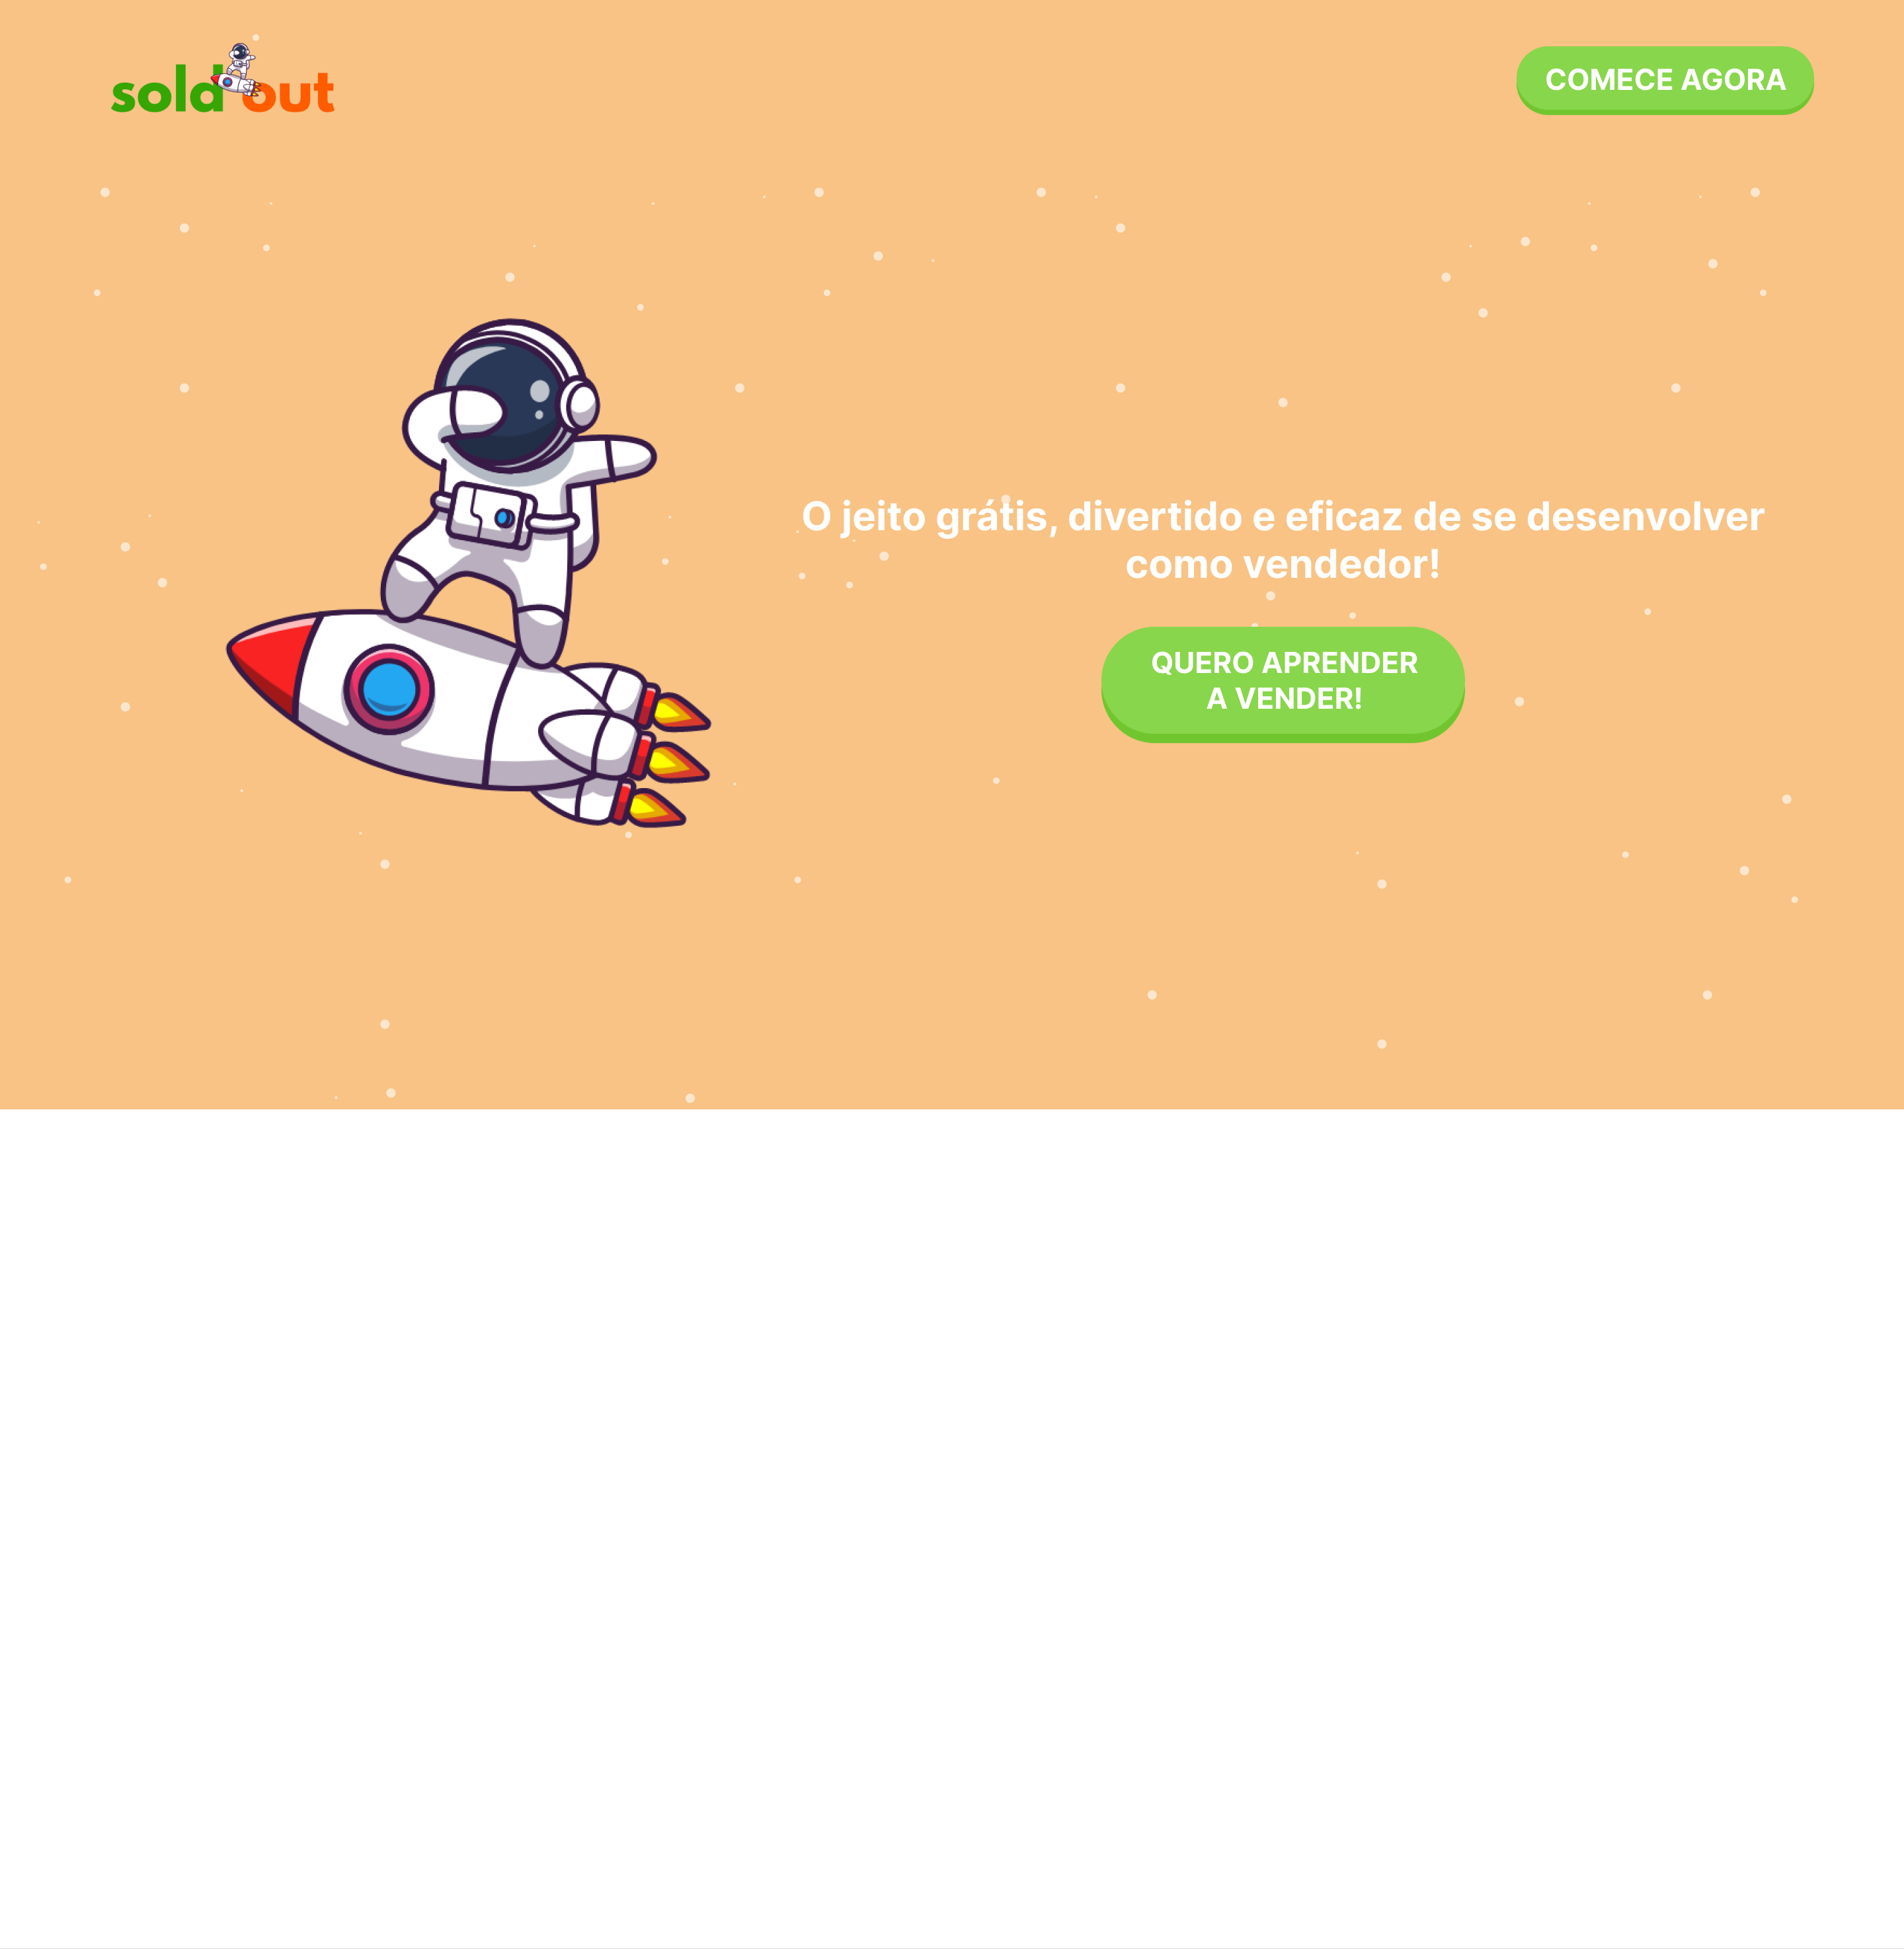 sold out
COMECE AGORA
O jeito grátis, divertido e eficaz de se desenvolver
como vendedor!
QUERO APRENDER
A VENDER!